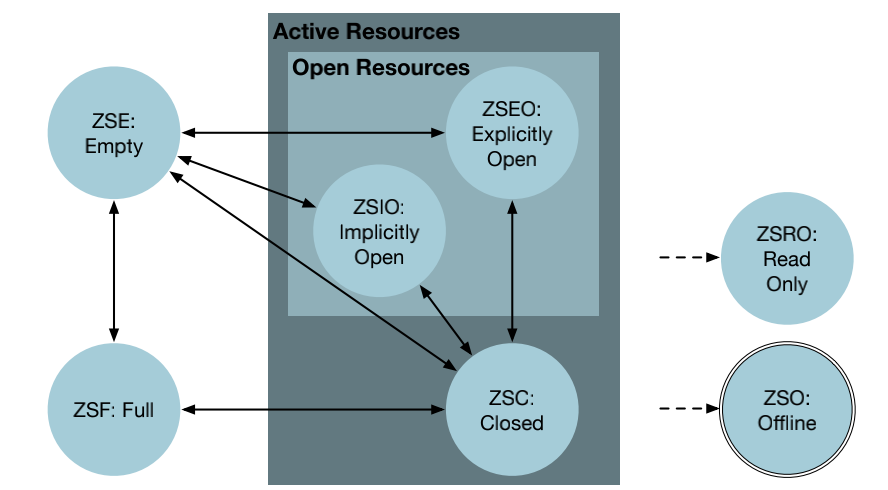 Active Resources
Open Resources
ZSE:
Empty
ZSEO:
Explicitly
Open
ZSIO:
Implicitly
Open
ZSRO:
Read
Only
ZSF: Full
ZSC:
Closed
ZSO:
Offline